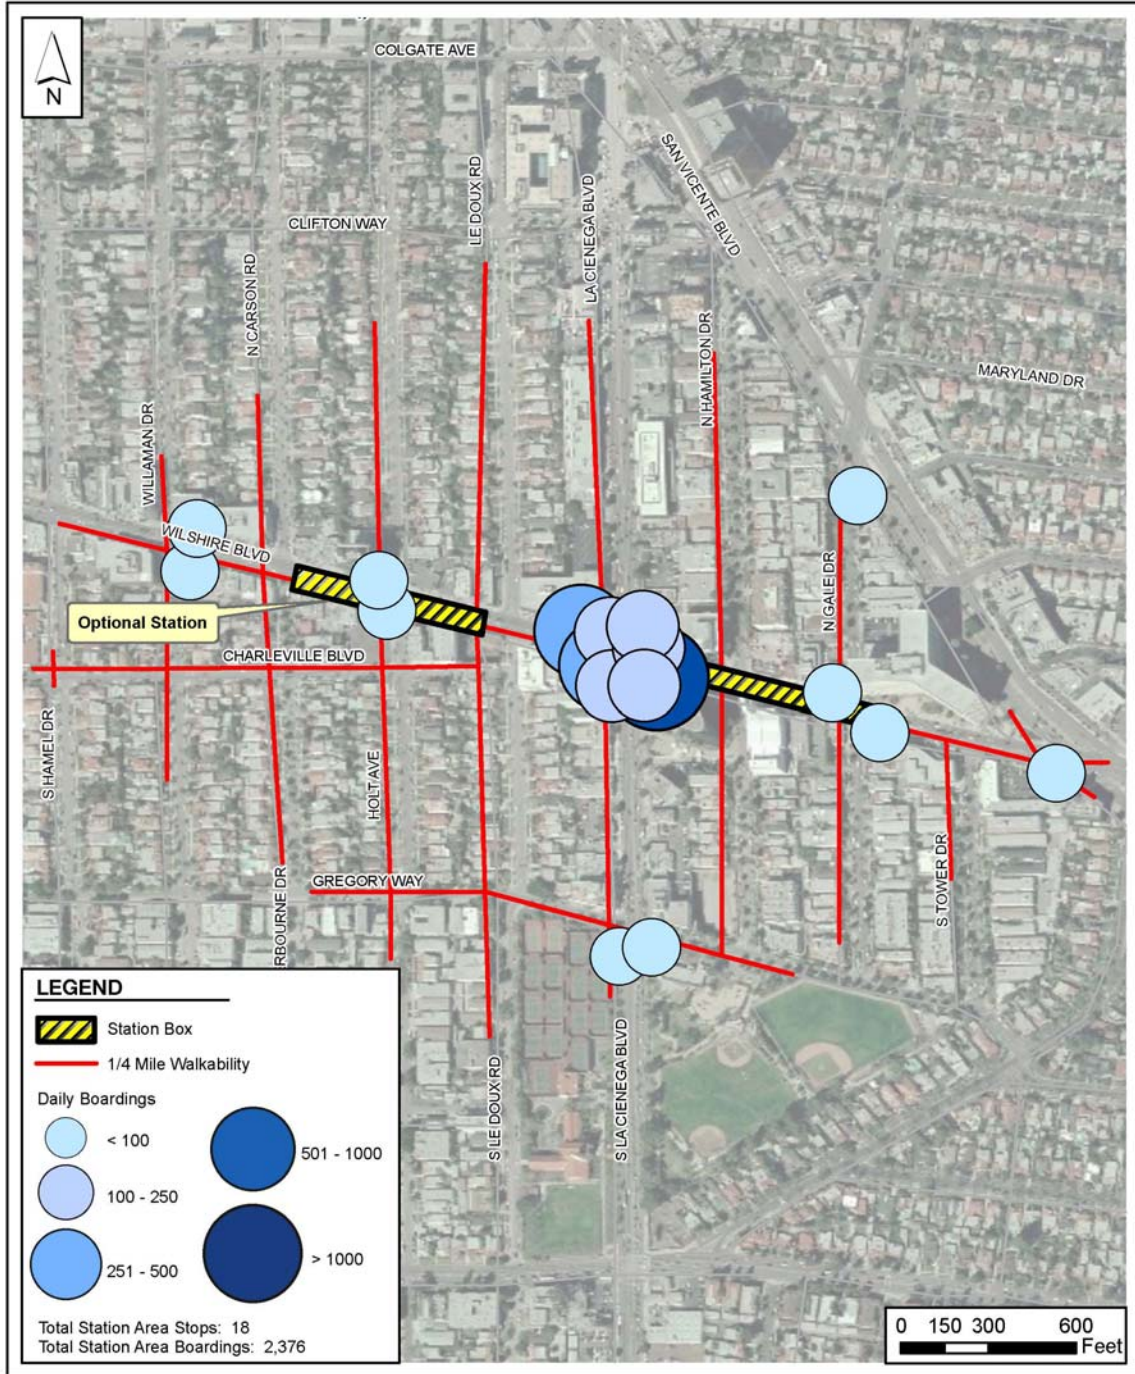 COLGATE AVE
N
SAN VICENTE BLVD
LE DOUX RD
LA CIENEGA BLVD
CLIFTON WAY
N CARSON RD
N HAMILTON DR
MARYLAND DR
WILLAMAN DR
WILSHIRE BLVD
N GALE DR
Optional Station
CHARLEVILLE BLVD
S HAMEL DR
HOLT AVE
S TOWER DR
GREGORY WAY
RBOURNE DR
S LE DOUX RD
S LA CIENEGA BLVD
LEGEND
Station Box
1/4 Mile Walkability
Daily Boardings
< 100
100 - 250
251 - 500
501 - 1000
> 1000
Total Station Area Stops: 18
Total Station Area Boardings: 2,376
0 150 300 600
Feet